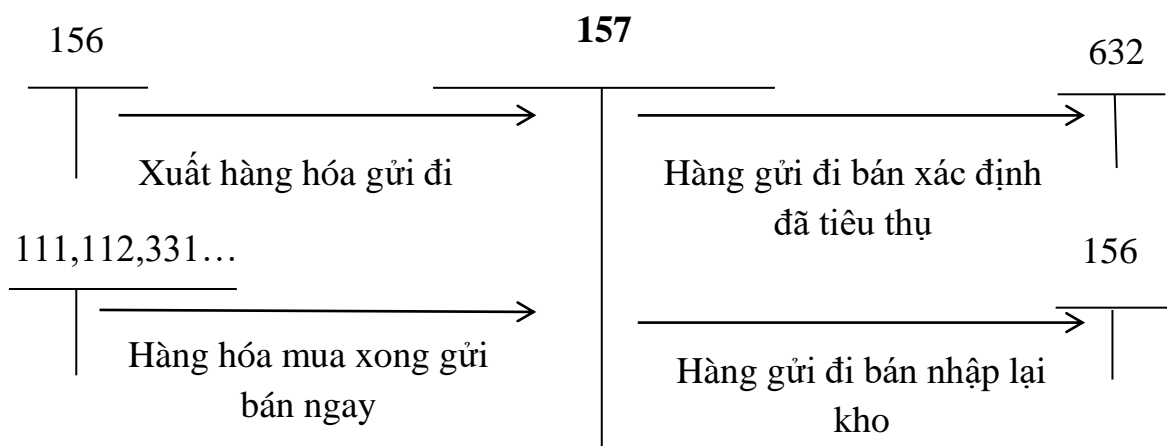 156
157
632
Xuất hàng hóa gửi đi
Hàng gửi đi bán xác định
đã tiêu thụ
111,112,331…
156
Hàng hóa mua xong gửi
bán ngay
Hàng gửi đi bán nhập lại
kho